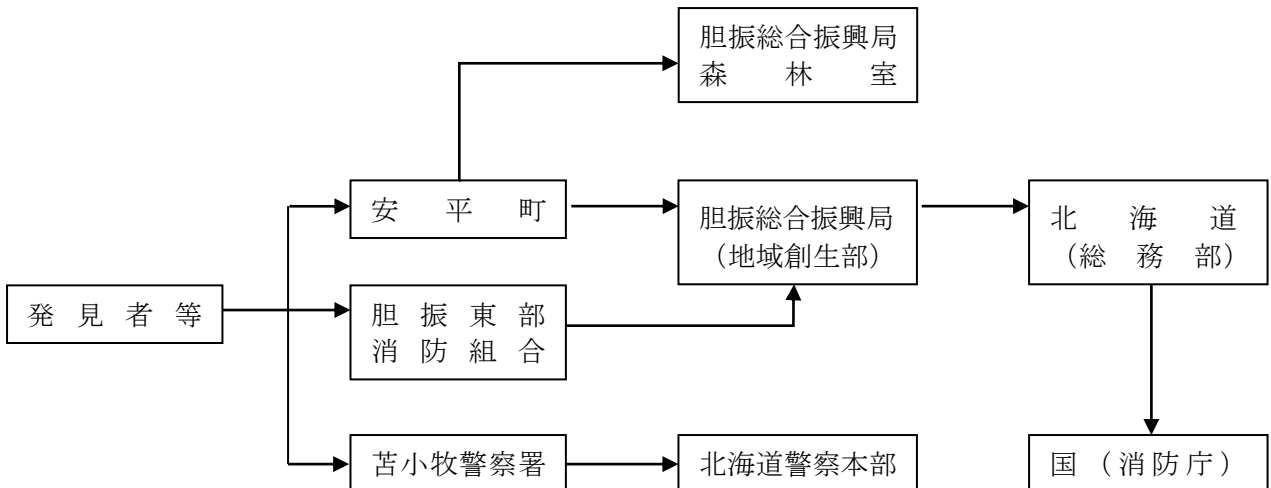 胆振総合振興局
森林室
安平町
胆振総合振興局
（地域創生部）
北海道
（総務部）
発見者等
胆振東部
消防組合
苫小牧警察署
北海道警察本部
国（消防庁）